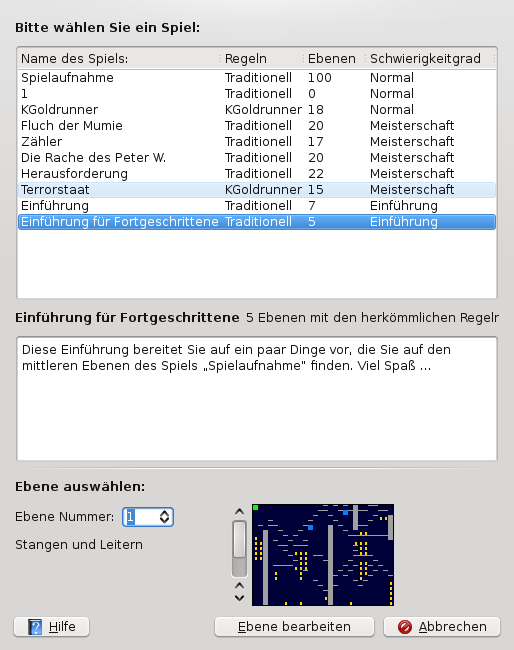 Bitte wählen Sie ein Spiel:
Name des Spiels: Regeln Ebenen Schwierigkeitgrad
Spielaufnahme Traditionell 100 Normal
1 Traditionell 0 Normal
KGoldrunner KGoldrunner 18 Normal
Fluch der Mumie Traditionell 20 Meisterschaft
Zähler Traditionell 17 Meisterschaft
Die Rache des Peter W. Traditionell 20 Meisterschaft
Herausforderung Traditionell 22 Meisterschaft
Terrorstaat KGoldrunner 15 Meisterschaft
Einführung Traditionell 7 Einführung
Einführung für Fortgeschrittene Traditionell 5 Einführung
Einführung für Fortgeschrittene 5 Ebenen mit den herkömmlichen Regeln
Diese Einführung bereitet Sie auf ein paar Dinge vor, die Sie auf den
mittleren Ebenen des Spiels „Spielaufnahme“ finden. Viel Spaß ...
Ebene auswählen:
Ebene Nummer: 1
Stangen und Leitern
Hilfe Ebene bearbeiten Abbrechen